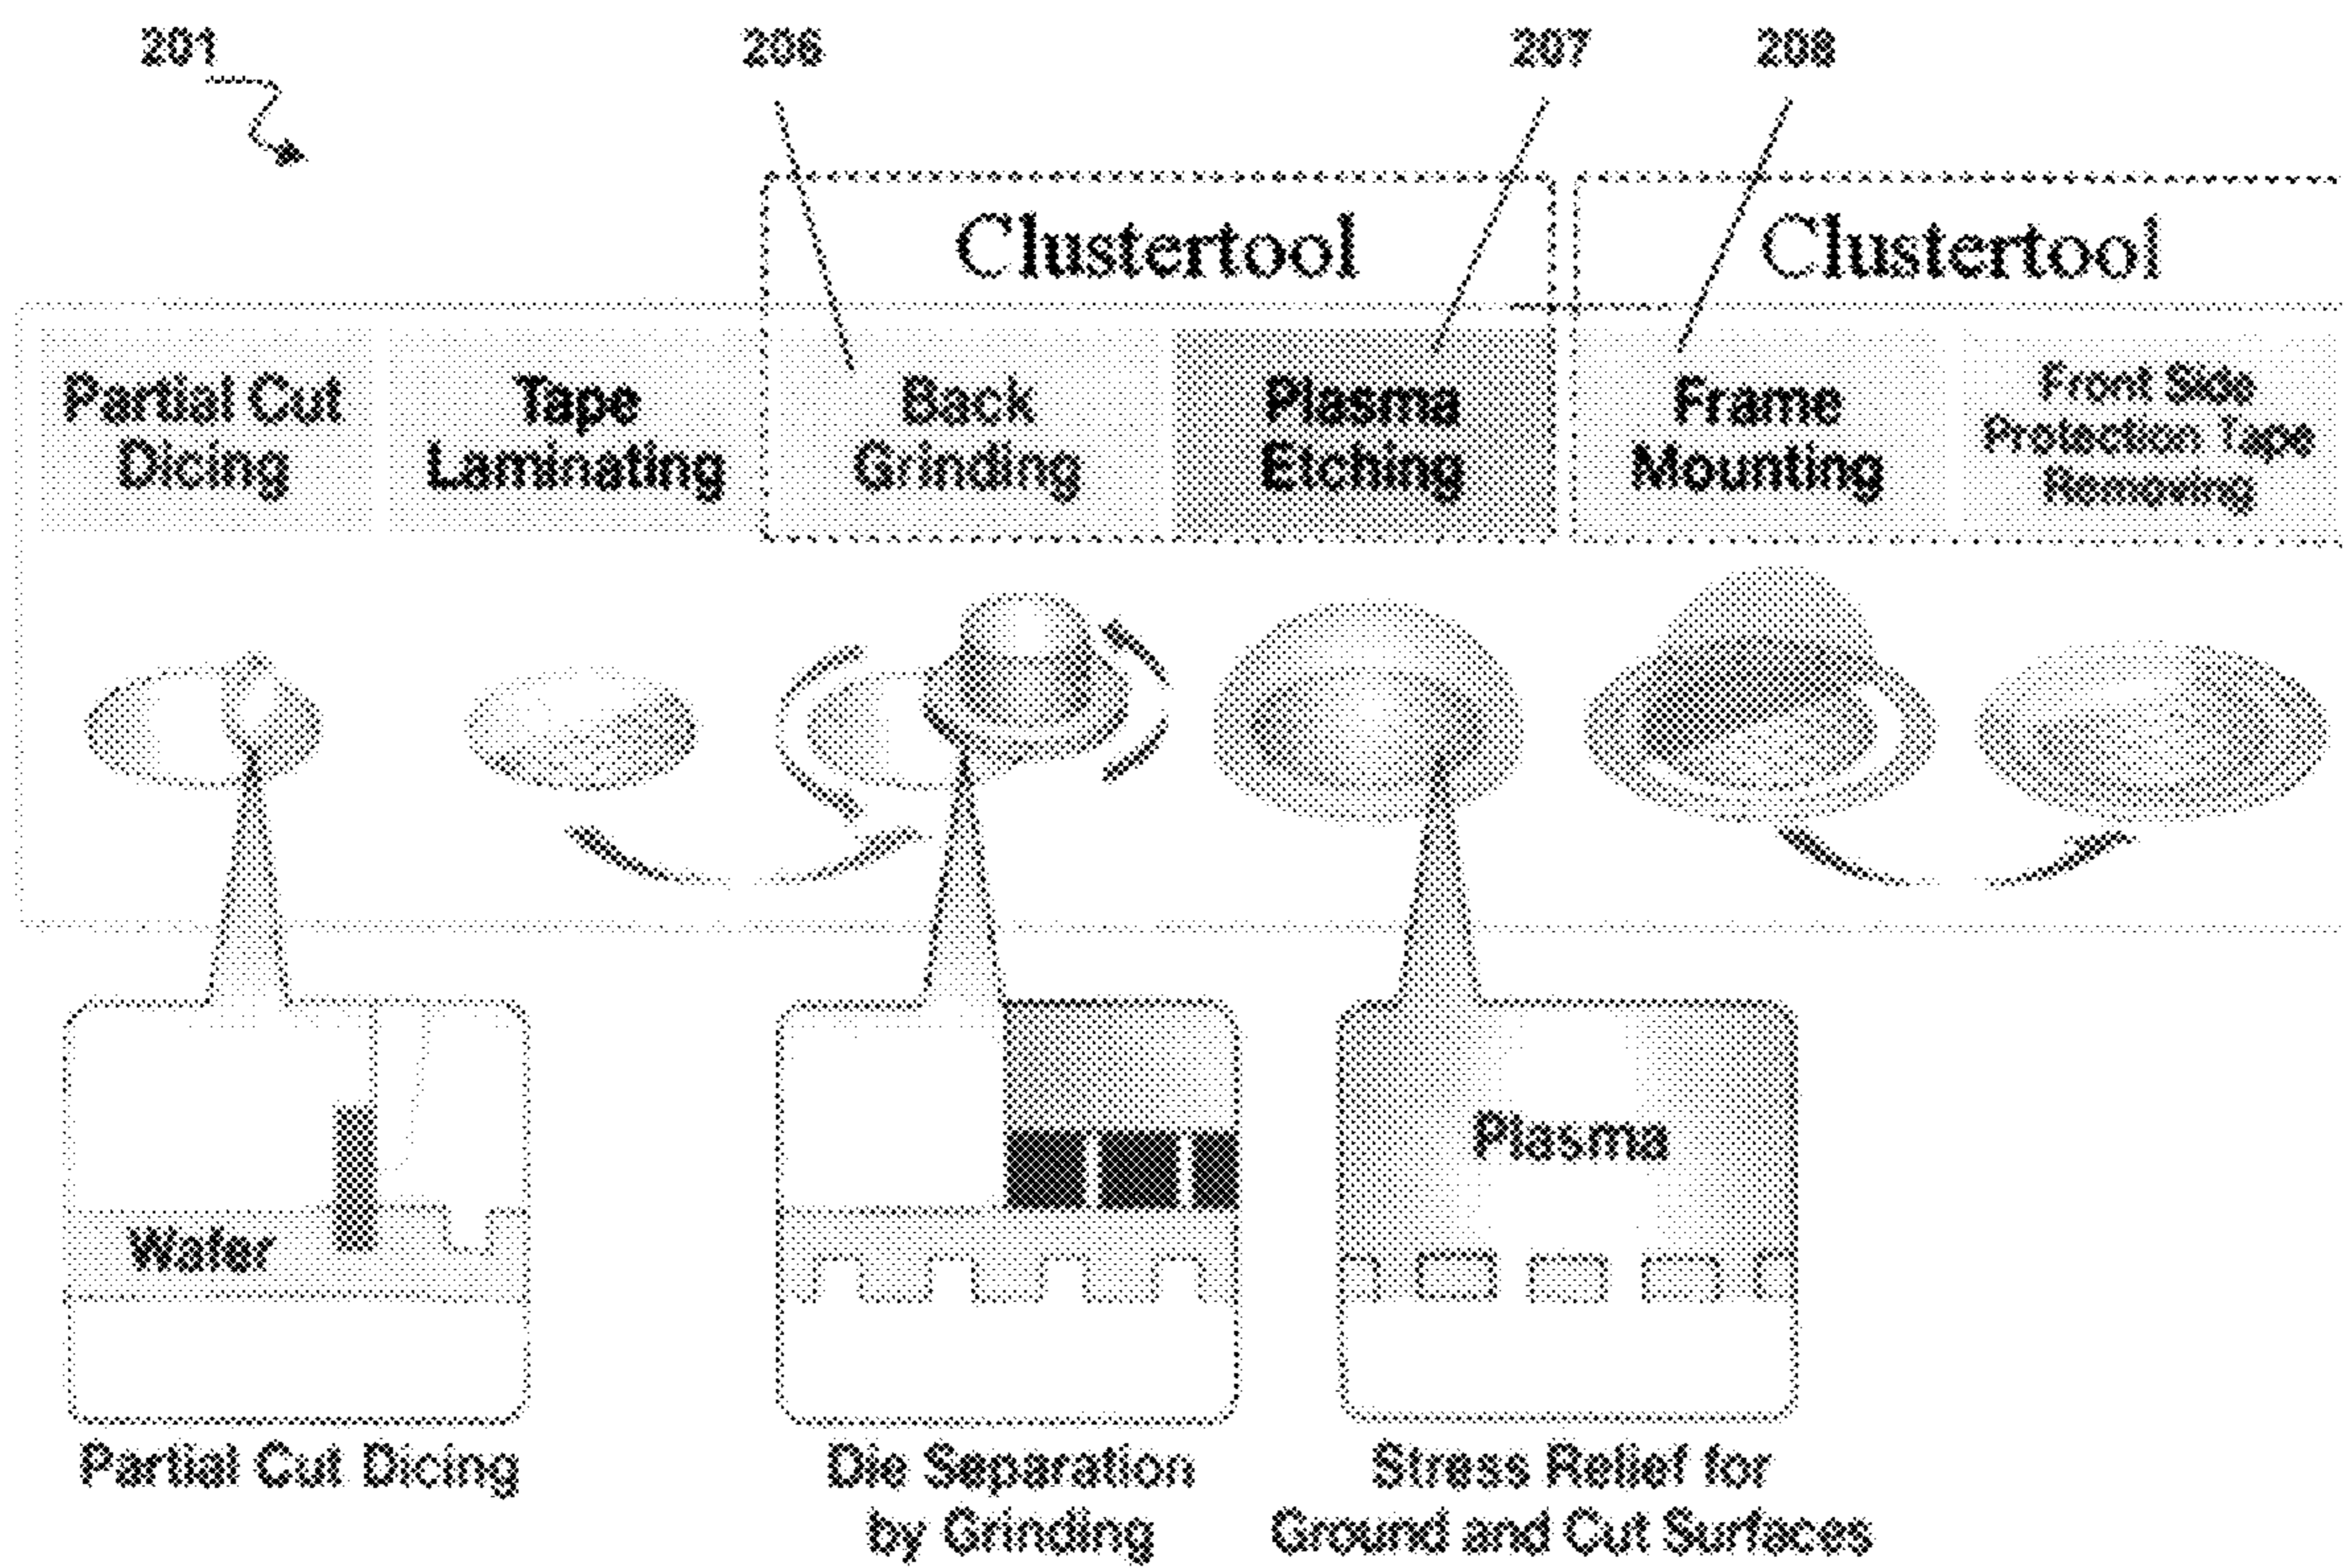 201
206
207
208
Clustertool
Clustertool
Partial Cut
Dicing
Tape
Laminating
Back
Grinding
Plasma
Etching
Frame
Mounting
Front Side
Protection Tape
Removing
Wafer
Plasma
Partial Cut Dicing
Die Separation
by Grinding
Stress Relief for
Ground and Cut Surfaces